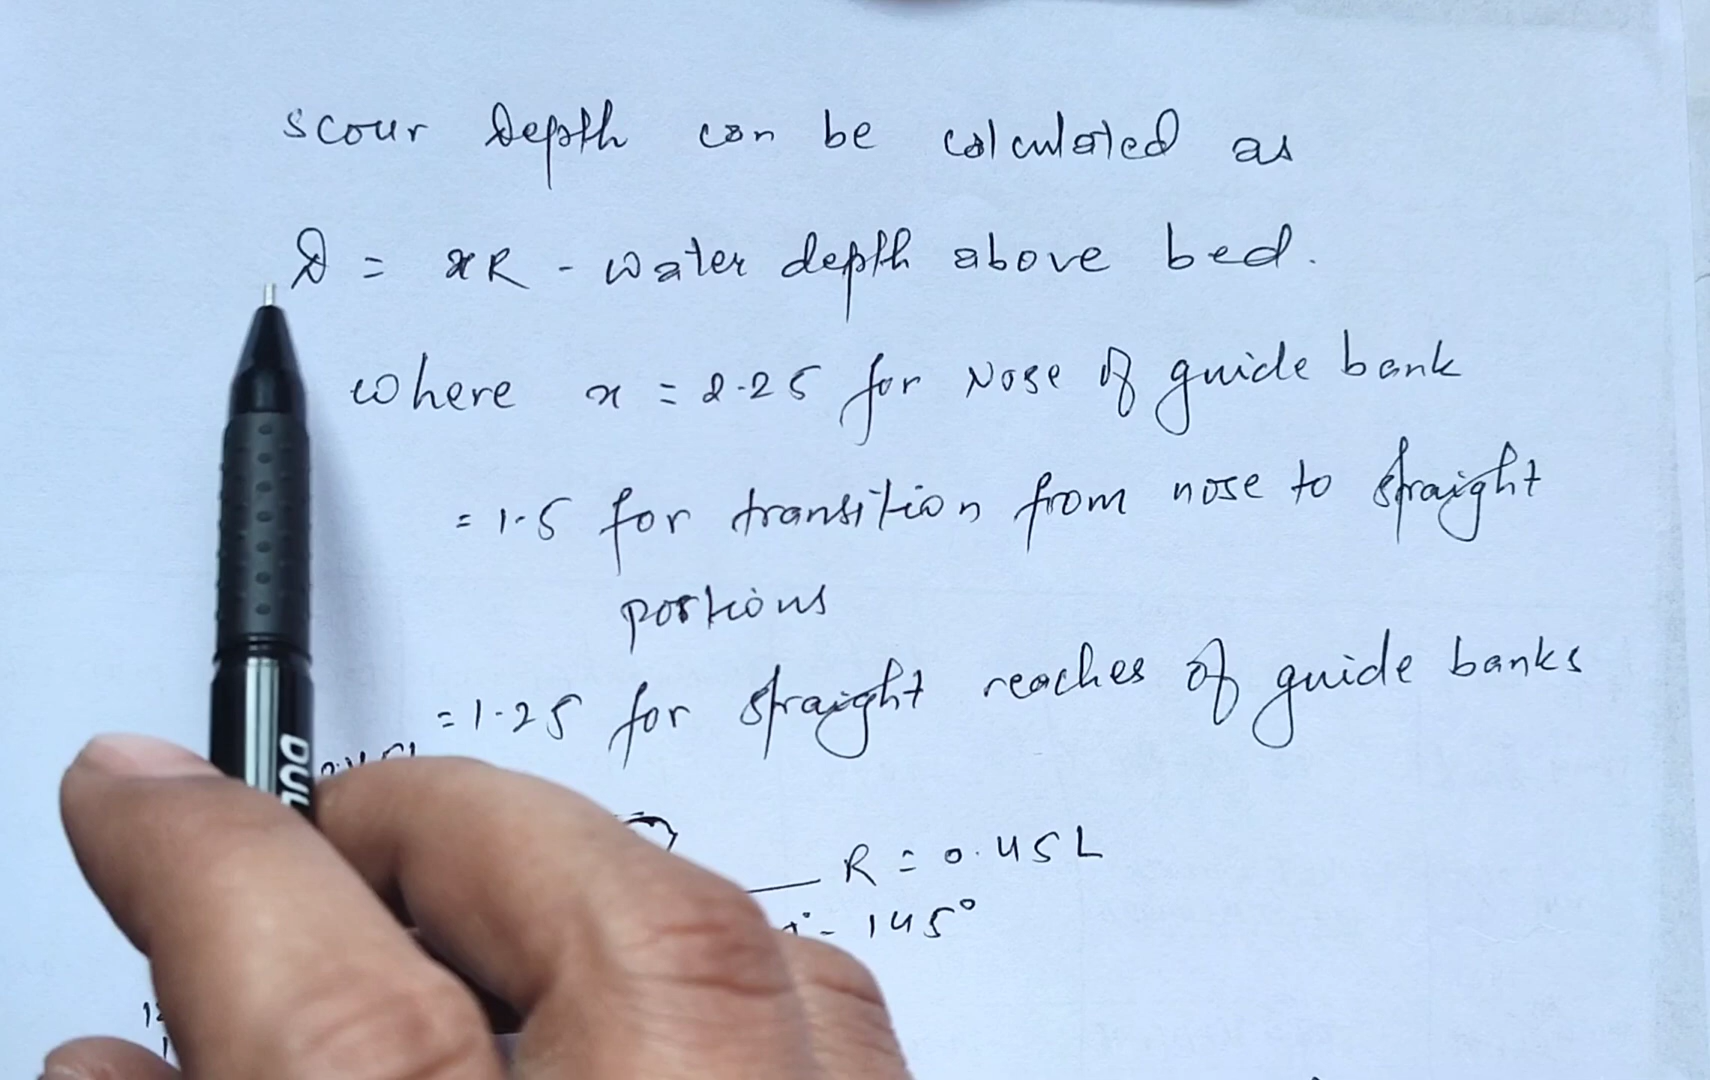 scour Depth can be calculated as
D = xR - water depth above bed.
where x = 2.25 for Nose of guide bank
= 1.5 for transition from nose to straight
portions
= 1.25 for straight reaches of guide banks
R = 0.45L
- 145°
DU